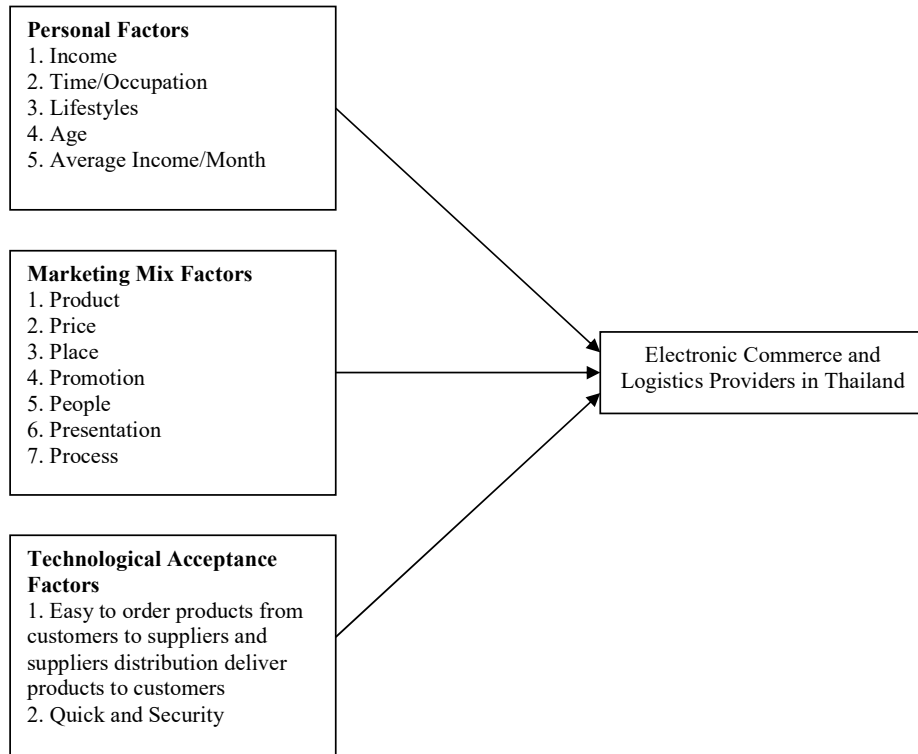 Personal Factors
1. Income
2. Time/Occupation
3. Lifestyles
4. Age
5. Average Income/Month
Marketing Mix Factors
1. Product
2. Price
3. Place
4. Promotion
5. People
6. Presentation
7. Process
Technological Acceptance
Factors
1. Easy to order products from
customers to suppliers and
suppliers distribution deliver
products to customers
2. Quick and Security
Electronic Commerce and
Logistics Providers in Thailand